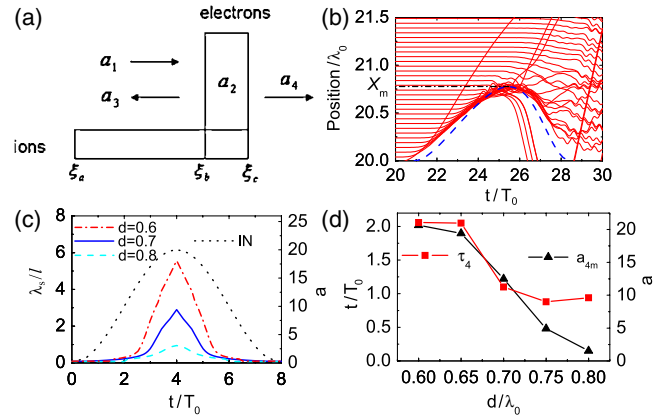 (a)
electrons
a₁
a₂
a₃
a₄
ions
ξₐ
ξ_b
ξ_c
(b)
Position/λ₀
21.5
21.0
Xₘ
20.5
20.0
20 22 24 26 28 30
t/T₀
(c)
λₛ/l
8
6
4
2
0
d=0.6
d=0.7
d=0.8
IN
25
20
15
10
5
0
a
0 2 4 6 8
t/T₀
(d)
t/T₀
2.0
1.5
1.0
0.5
0.0
τ₄
a₄ₘ
20
15
10
5
0
a
0.60 0.65 0.70 0.75 0.80
d/λ₀